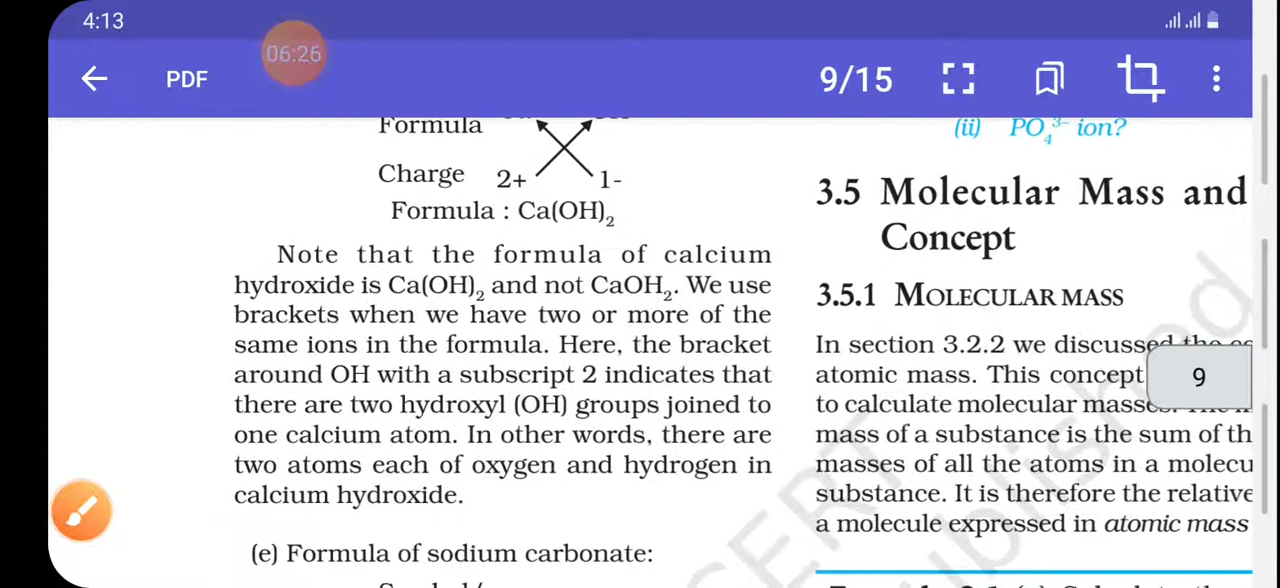 4:13
06:26
PDF
9/15
Formula
Charge 2+ 1-
Formula : Ca(OH)₂
Note that the formula of calcium
hydroxide is Ca(OH)₂ and not CaOH₂. We use
brackets when we have two or more of the
same ions in the formula. Here, the bracket
around OH with a subscript 2 indicates that
there are two hydroxyl (OH) groups joined to
one calcium atom. In other words, there are
two atoms each of oxygen and hydrogen in
calcium hydroxide.
(e) Formula of sodium carbonate:
(ii) PO₄³⁻ ion?
3.5 Molecular Mass and
Concept
3.5.1 MOLECULAR MASS
In section 3.2.2 we discussed the
atomic mass. This concept
to calculate molecular masses.
mass of a substance is the sum of th
masses of all the atoms in a molecu
substance. It is therefore the relative
a molecule expressed in atomic mass
9